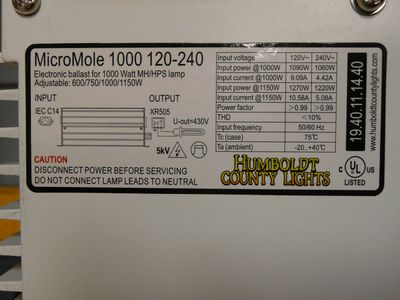 MicroMole 1000 120-240
Electronic ballast for 1000 Watt MH/HPS lamp
Adjustable: 600/750/1000/1150W
INPUT OUTPUT
IEC C14 XR505
U-out=430V
5kV
CAUTION
DISCONNECT POWER BEFORE SERVICING
DO NOT CONNECT LAMP LEADS TO NEUTRAL
Input voltage 120V~ 240V~
Input power @1000W 1090W 1060W
Input current @1000W 9.09A 4.42A
Input power @1150W 1270W 1220W
Input current @1150W 10.58A 5.08A
Power factor >0.99 >0.99
THD <10%
Input frequency 50/60 Hz
Tc (case) 75℃
Ta (ambient) -20...+40℃
HUMBOLDT
COUNTY LIGHTS
19.40.11.14.40
www.humboldtcountylights.com
C UL US
LISTED